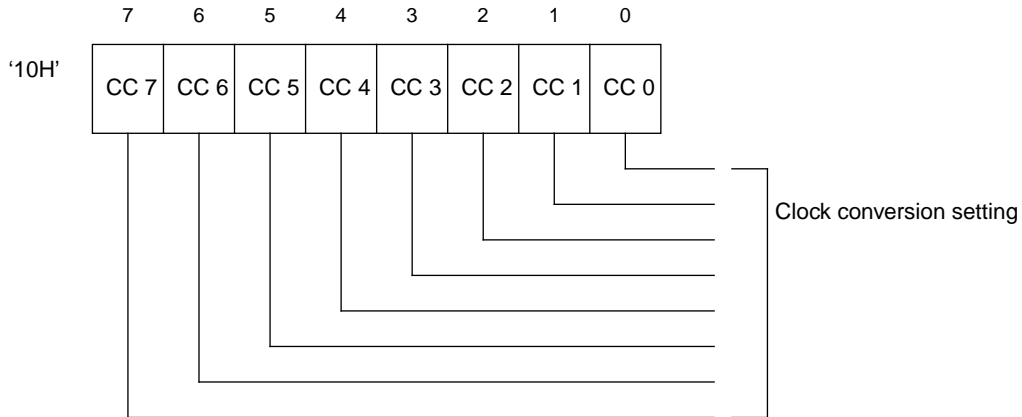 7 6 5 4 3 2 1 0
‘10H’ CC 7 CC 6 CC 5 CC 4 CC 3 CC 2 CC 1 CC 0
Clock conversion setting